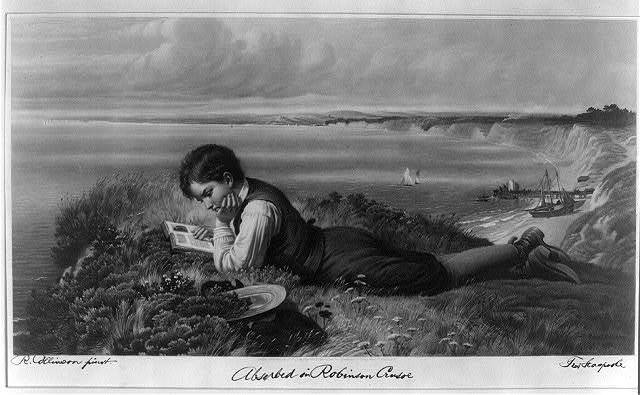 R. Collinson pinxt
Absorbed in Robinson Crusoe